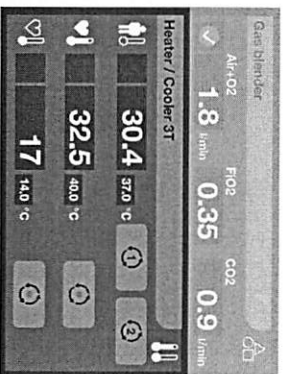 Gas blender
Air+O2 FiO2 CO2
1.8 l/min 0.35 0.9 l/min
Heater / Cooler 3T
30.4 37.0 °C 1 2
32.5 40.0 °C
17 14.0 °C